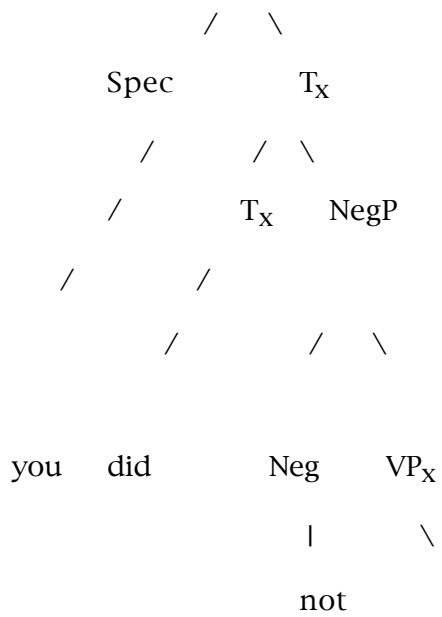 / \
Spec T_X
/ / \
/ T_X NegP
/ /
/ / \
you did Neg VP_X
| \
not